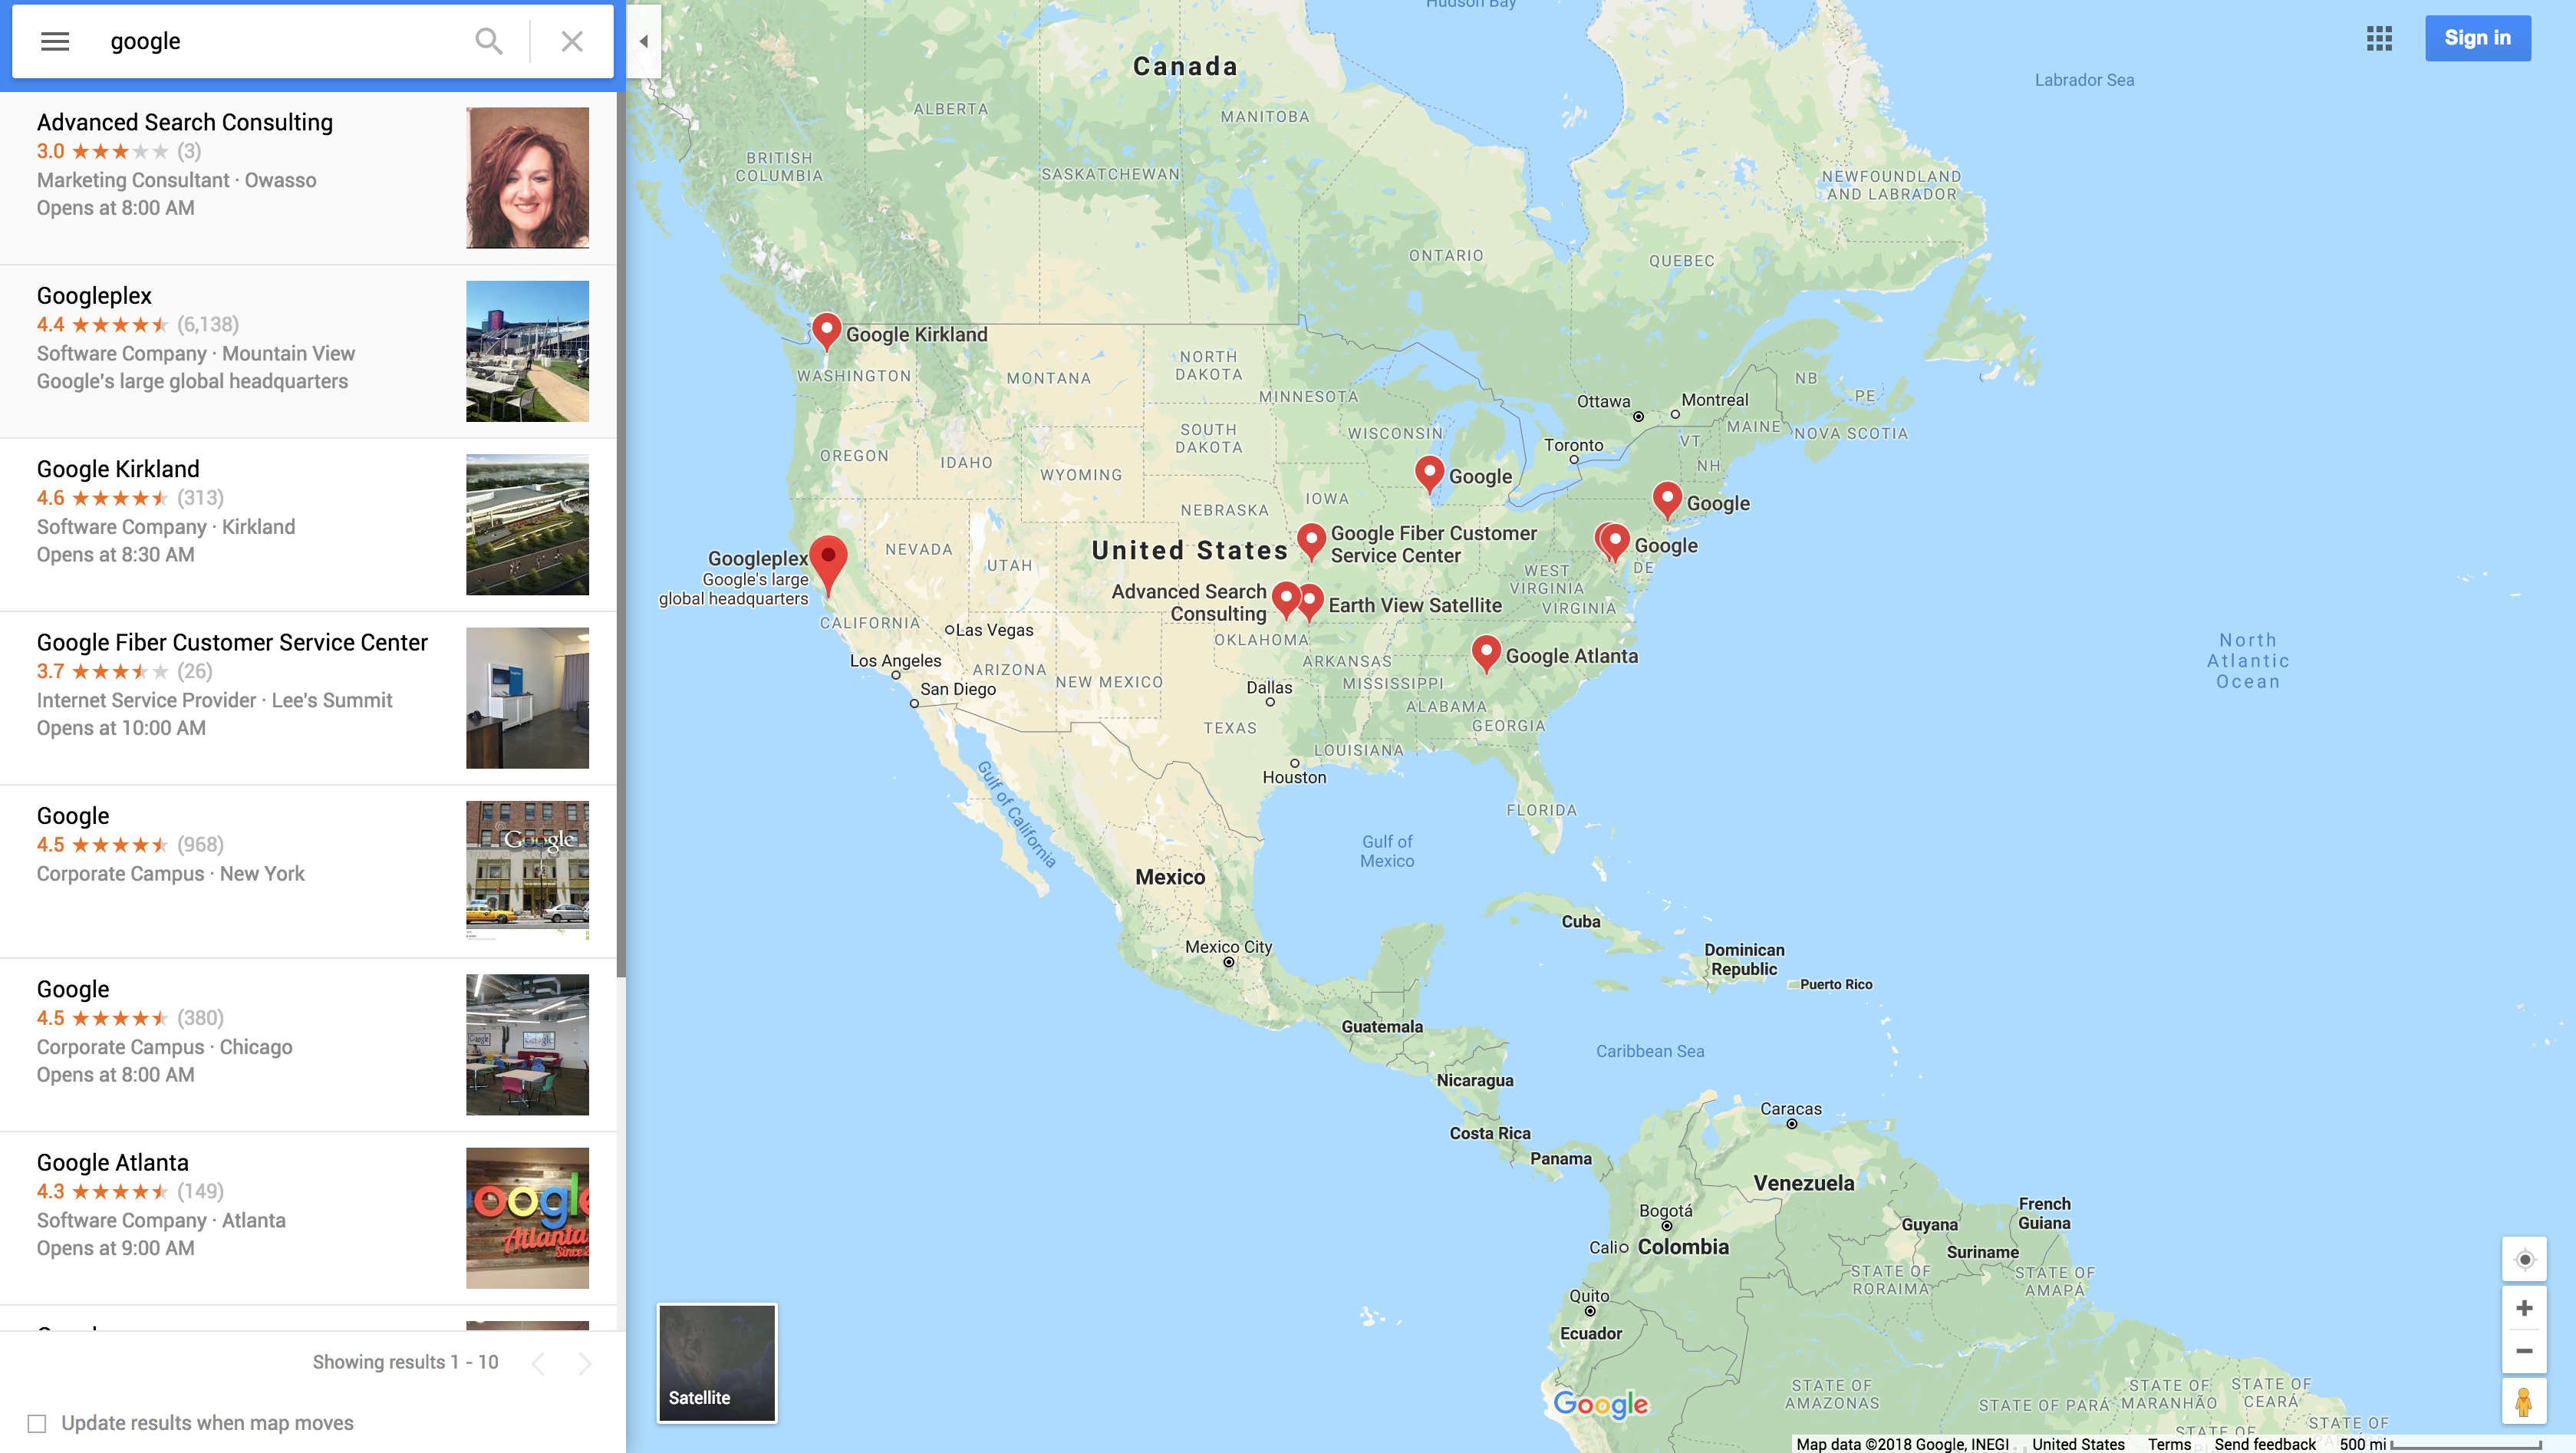 google
Advanced Search Consulting
3.0 (3)
Marketing Consultant · Owasso
Opens at 8:00 AM
Googleplex
4.4 (6,138)
Software Company · Mountain View
Google's large global headquarters
Google Kirkland
4.6 (313)
Software Company · Kirkland
Opens at 8:30 AM
Google Fiber Customer Service Center
3.7 (26)
Internet Service Provider · Lee's Summit
Opens at 10:00 AM
Google
4.5 (968)
Corporate Campus · New York
Google
Google
4.5 (380)
Corporate Campus · Chicago
Opens at 8:00 AM
Google Atlanta
4.3 (149)
Software Company · Atlanta
Opens at 9:00 AM
oogle
Atlanta
Since
Showing results 1 - 10
Update results when map moves
Sign in
Hudson Bay
Canada
Labrador Sea
ALBERTA
MANITOBA
BRITISH
COLUMBIA
SASKATCHEWAN
NEWFOUNDLAND
AND LABRADOR
ONTARIO
QUEBEC
Google Kirkland
WASHINGTON
MONTANA
NORTH
DAKOTA
MINNESOTA
Ottawa
Montreal
NB
PE
SOUTH
DAKOTA
WISCONSIN
Toronto
VT
MAINE
NOVA SCOTIA
OREGON
IDAHO
WYOMING
NH
Google
IOWA
NEBRASKA
Google
Google Fiber Customer
Service Center
United States
Google
NEVADA
UTAH
Googleplex
Google's large
global headquarters
WEST
VIRGINIA
DE
Advanced Search
Consulting
Earth View Satellite
VIRGINIA
CALIFORNIA
Las Vegas
OKLAHOMA
Los Angeles
ARIZONA
ARKANSAS
Google Atlanta
NEW MEXICO
MISSISSIPPI
San Diego
Dallas
ALABAMA
TEXAS
GEORGIA
LOUISIANA
Houston
Gulf of California
FLORIDA
North
Atlantic
Ocean
Gulf of
Mexico
Mexico
Cuba
Mexico City
Dominican
Republic
Puerto Rico
Guatemala
Caribbean Sea
Nicaragua
Caracas
Costa Rica
Panama
Venezuela
Bogotá
French
Guiana
Guyana
Cali
Colombia
Suriname
STATE OF
RORAIMA
STATE OF
AMAPÁ
Quito
Ecuador
STATE OF
AMAZONAS
STATE OF PARÁ
STATE OF
MARANHÃO
STATE OF
CEARÁ
STATE OF
STATE OF
Satellite
Google
Map data ©2018 Google, INEGI
United States
Terms
Send feedback
500 mi